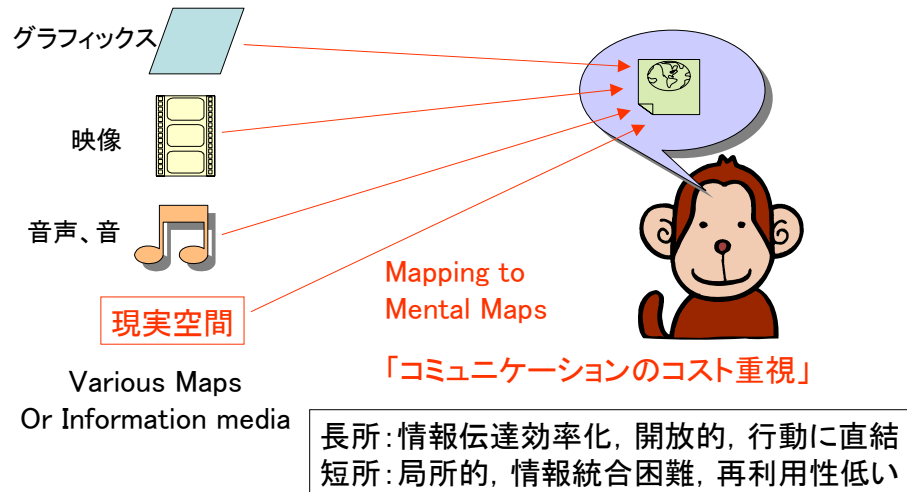 グラフィックス
映像
音声、音
現実空間
Various Maps
Or Information media
Mapping to
Mental Maps
「コミュニケーションのコスト重視」
長所：情報伝達効率化，開放的，行動に直結
短所：局所的，情報統合困難，再利用性低い